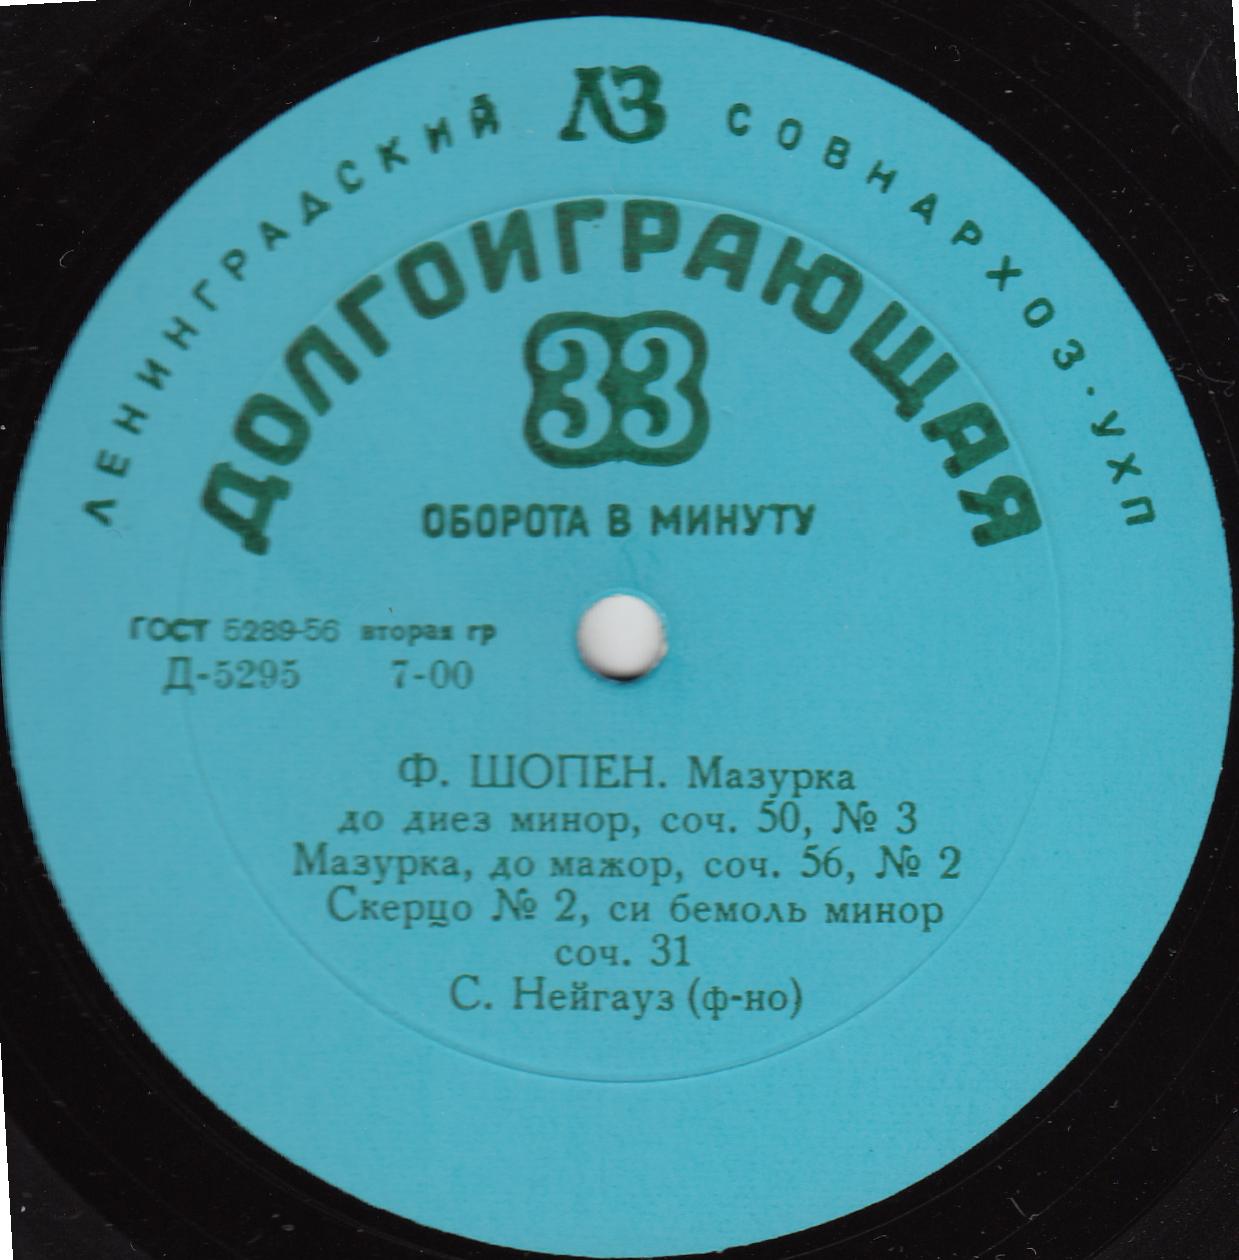 ЛЕНИНГРАДСКИЙ ЛЗ СОВНАРХОЗ · УХП
ДОЛГОИГРАЮЩАЯ
33
ОБОРОТА В МИНУТУ
ГОСТ 5289-56 вторая гр
Д-5295 7-00
Ф. ШОПЕН. Мазурка
до диез минор, соч. 50, № 3
Мазурка, до мажор, соч. 56, № 2
Скерцо № 2, си бемоль минор
соч. 31
С. Нейгауз (ф-но)